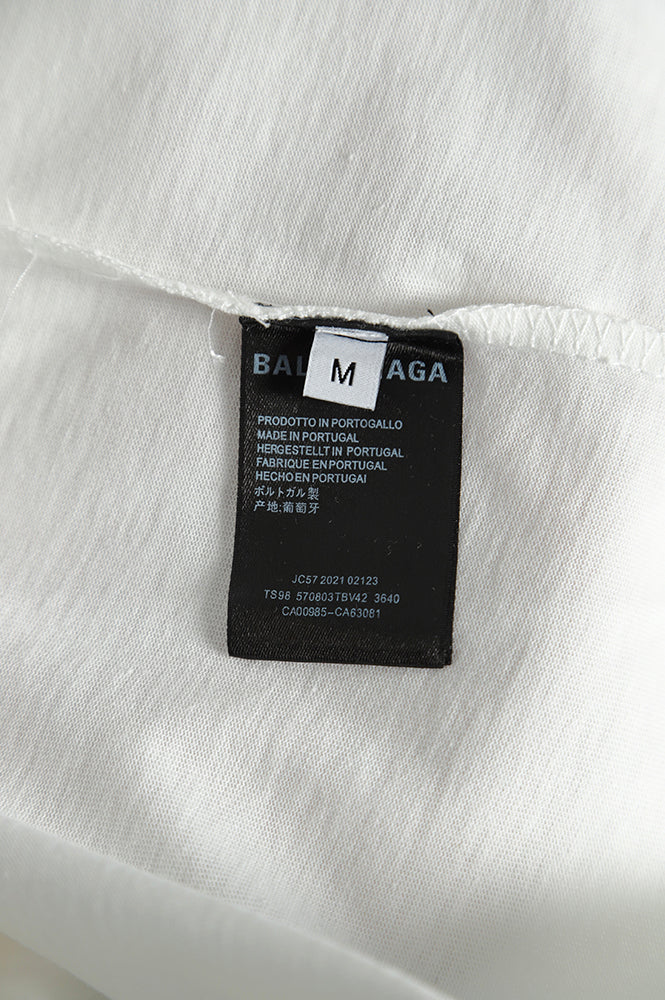 BAL AGA
M
PRODOTTO IN PORTOGALLO
MADE IN PORTUGAL
HERGESTELLT IN PORTUGAL
FABRIQUE EN PORTUGAL
HECHO EN PORTUGAI
ポルトガル製
产地:葡萄牙
JC57 2021 02123
TS98 570803TBV42 3640
CA00985-CA63081